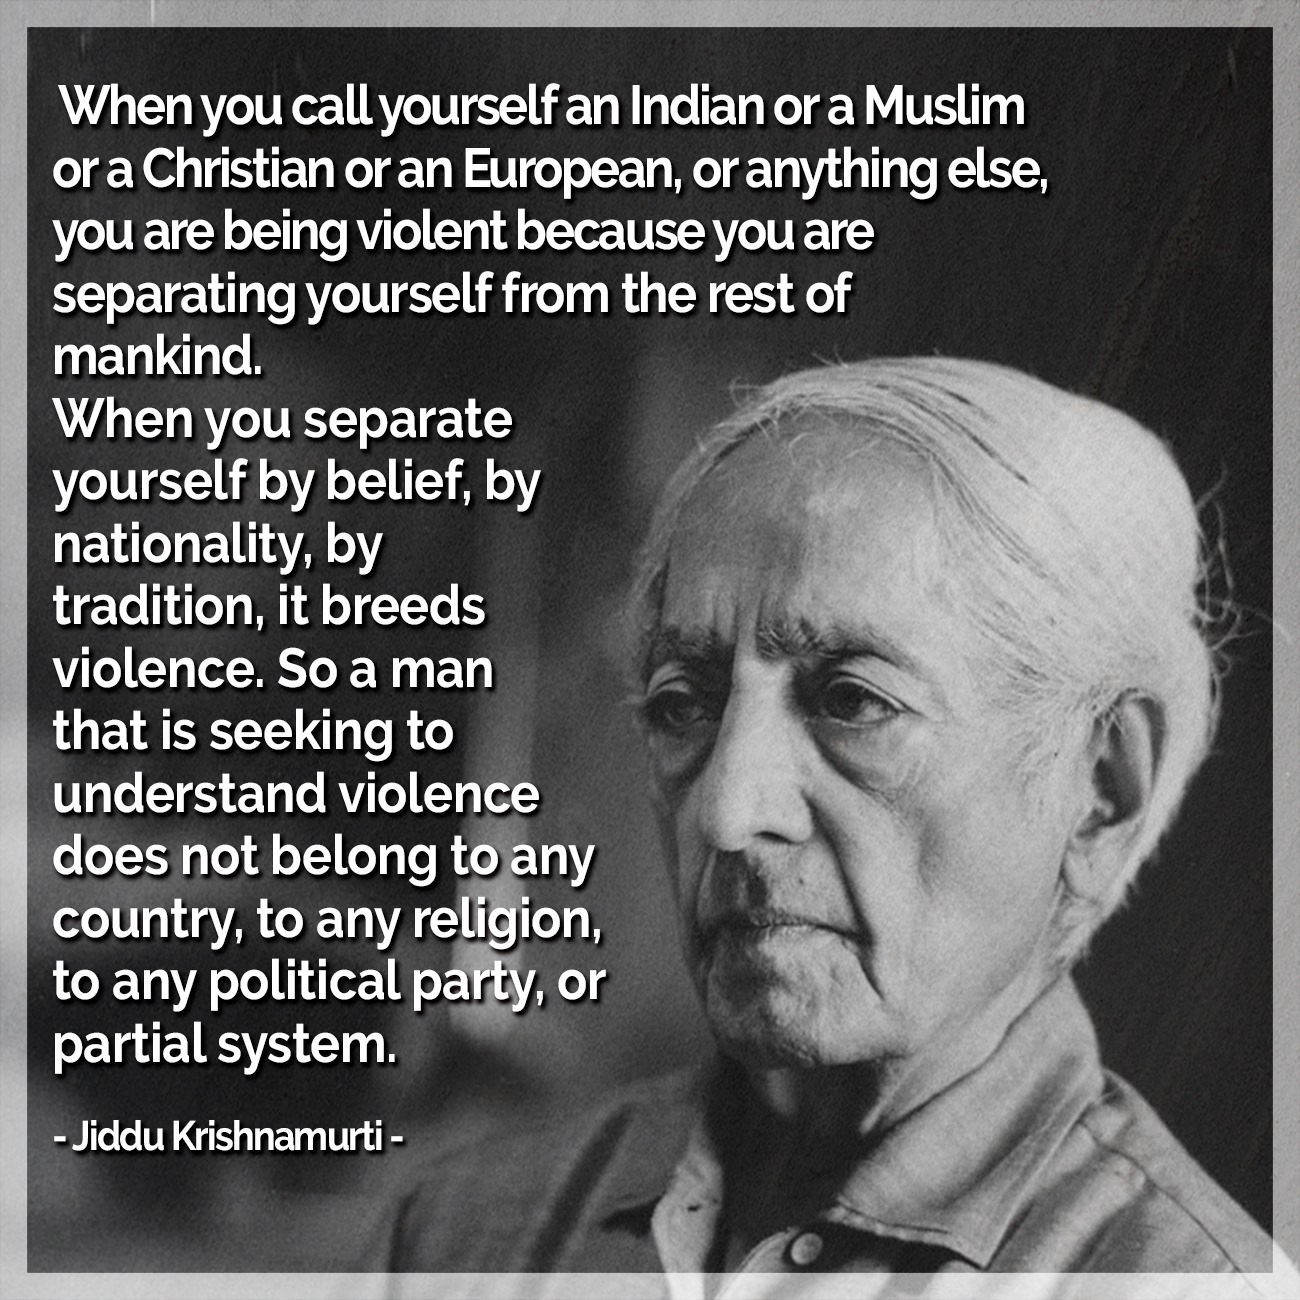 When you call yourself an Indian or a Muslim
or a Christian or an European, or anything else,
you are being violent because you are
separating yourself from the rest of
mankind.
When you separate
yourself by belief, by
nationality, by
tradition, it breeds
violence. So a man
that is seeking to
understand violence
does not belong to any
country, to any religion,
to any political party, or
partial system.
- Jiddu Krishnamurti -